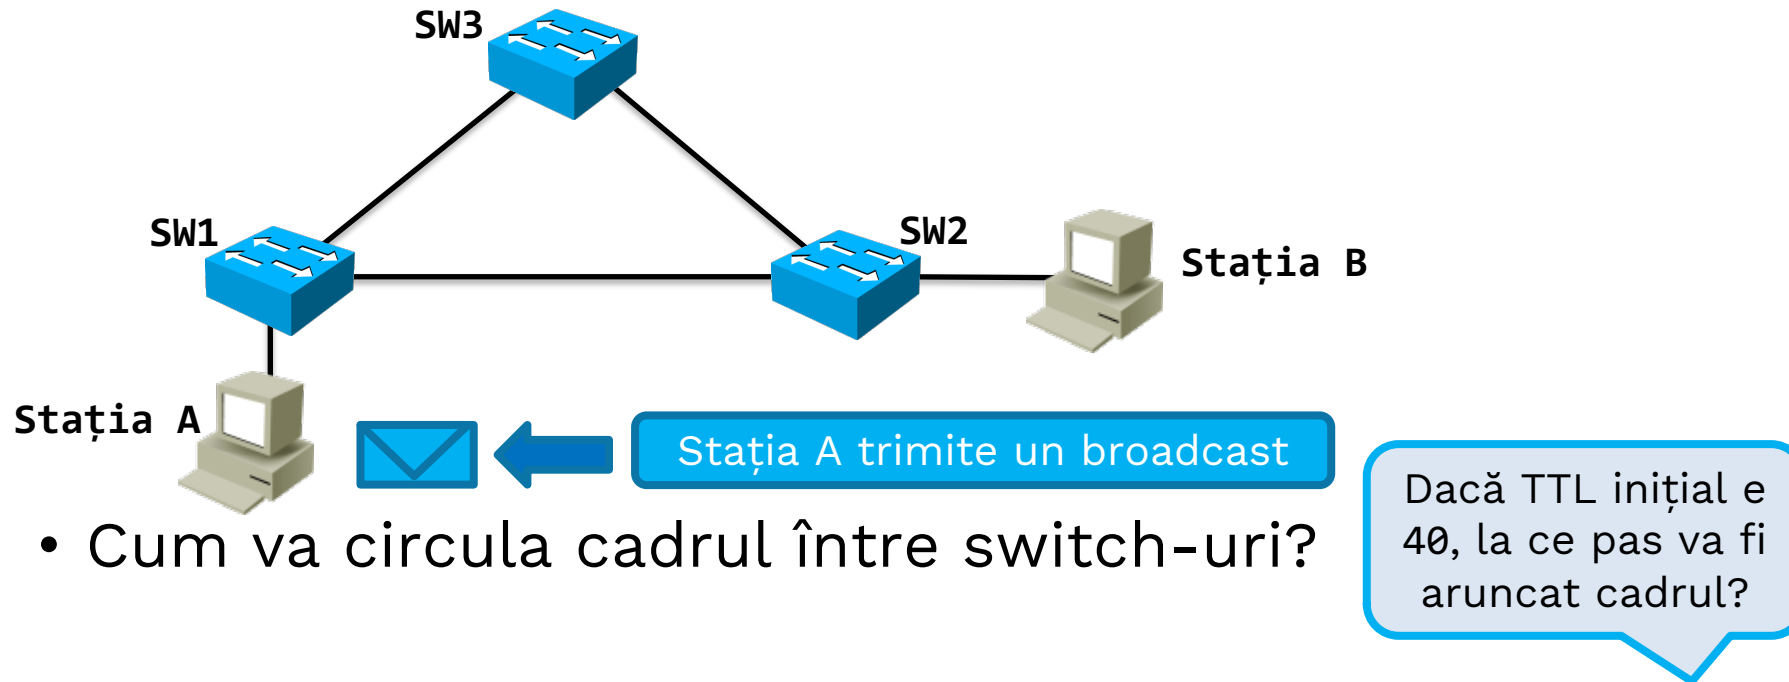 SW3
SW1
SW2
Stația B
Stația A
Stația A trimite un broadcast
• Cum va circula cadrul între switch-uri?
Dacă TTL inițial e
40, la ce pas va fi
aruncat cadrul?